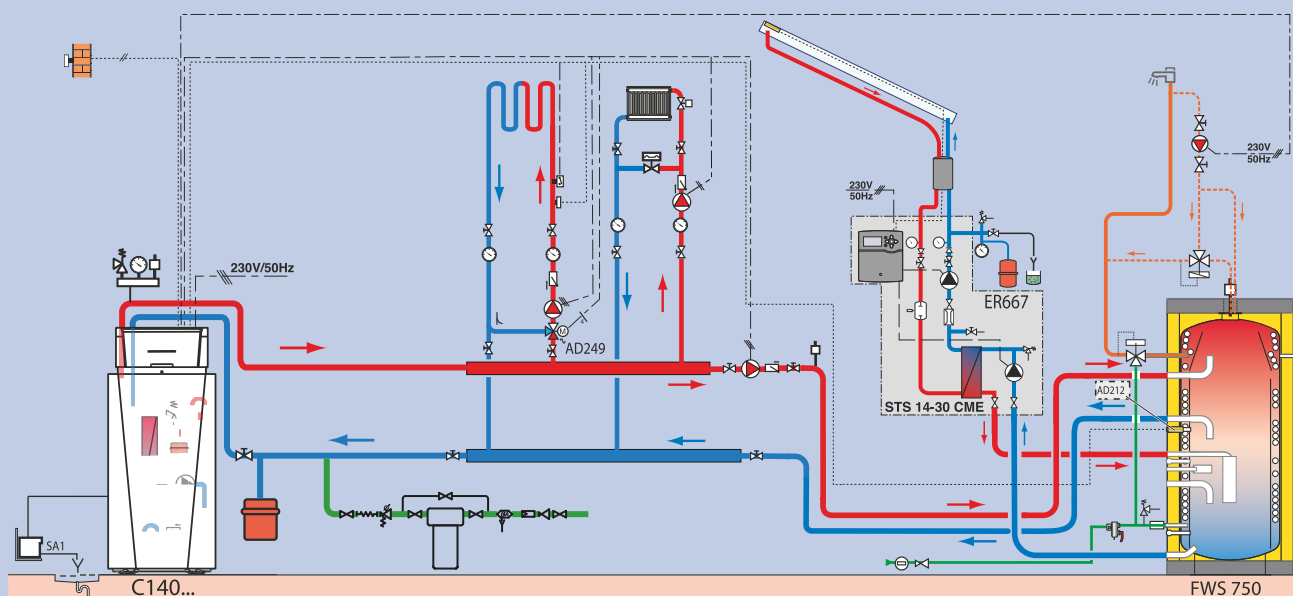 230V
50Hz
230V
50Hz
230V/50Hz
ER667
M
AD249
AD212
STS 14-30 CME
SA1
C140...
FWS 750